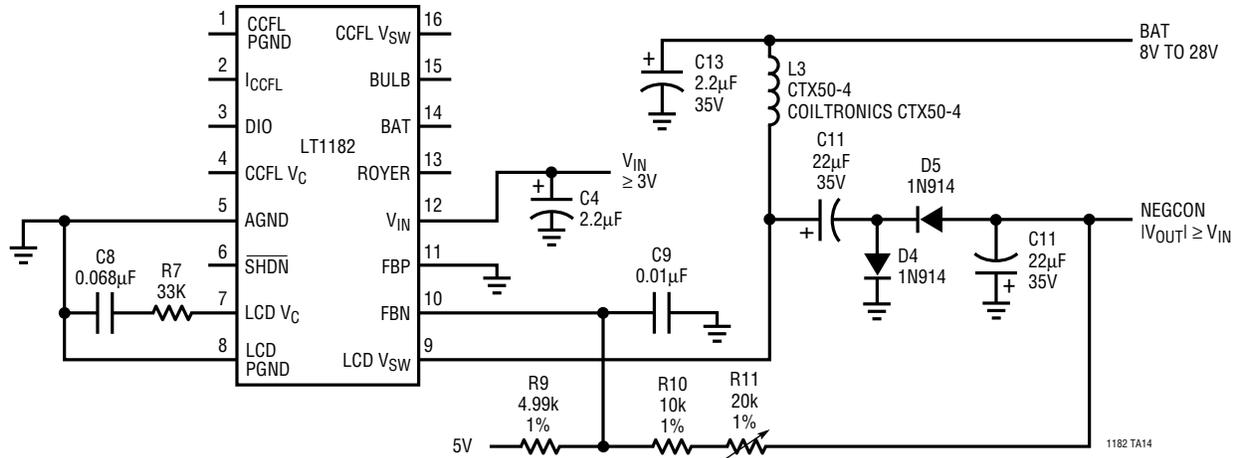 1
CCFL
PGND
2
ICCFL
3
DIO
4
CCFL VC
5
AGND
6
SHDN
7
LCD VC
8
LCD
PGND
LT1182
16
CCFL VSW
15
BULB
14
BAT
13
ROYER
12
VIN
11
FBP
10
FBN
9
LCD VSW
C8
0.068µF
R7
33K
VIN
≥ 3V
+
C4
2.2µF
C9
0.01µF
+
C13
2.2µF
35V
L3
CTX50-4
COILTRONICS CTX50-4
BAT
8V TO 28V
C11
22µF
35V
+
D5
1N914
D4
1N914
C11
22µF
35V
+
NEGCON
|VOUT| ≥ VIN
5V
R9
4.99k
1%
R10
10k
1%
R11
20k
1%
1182 TA14